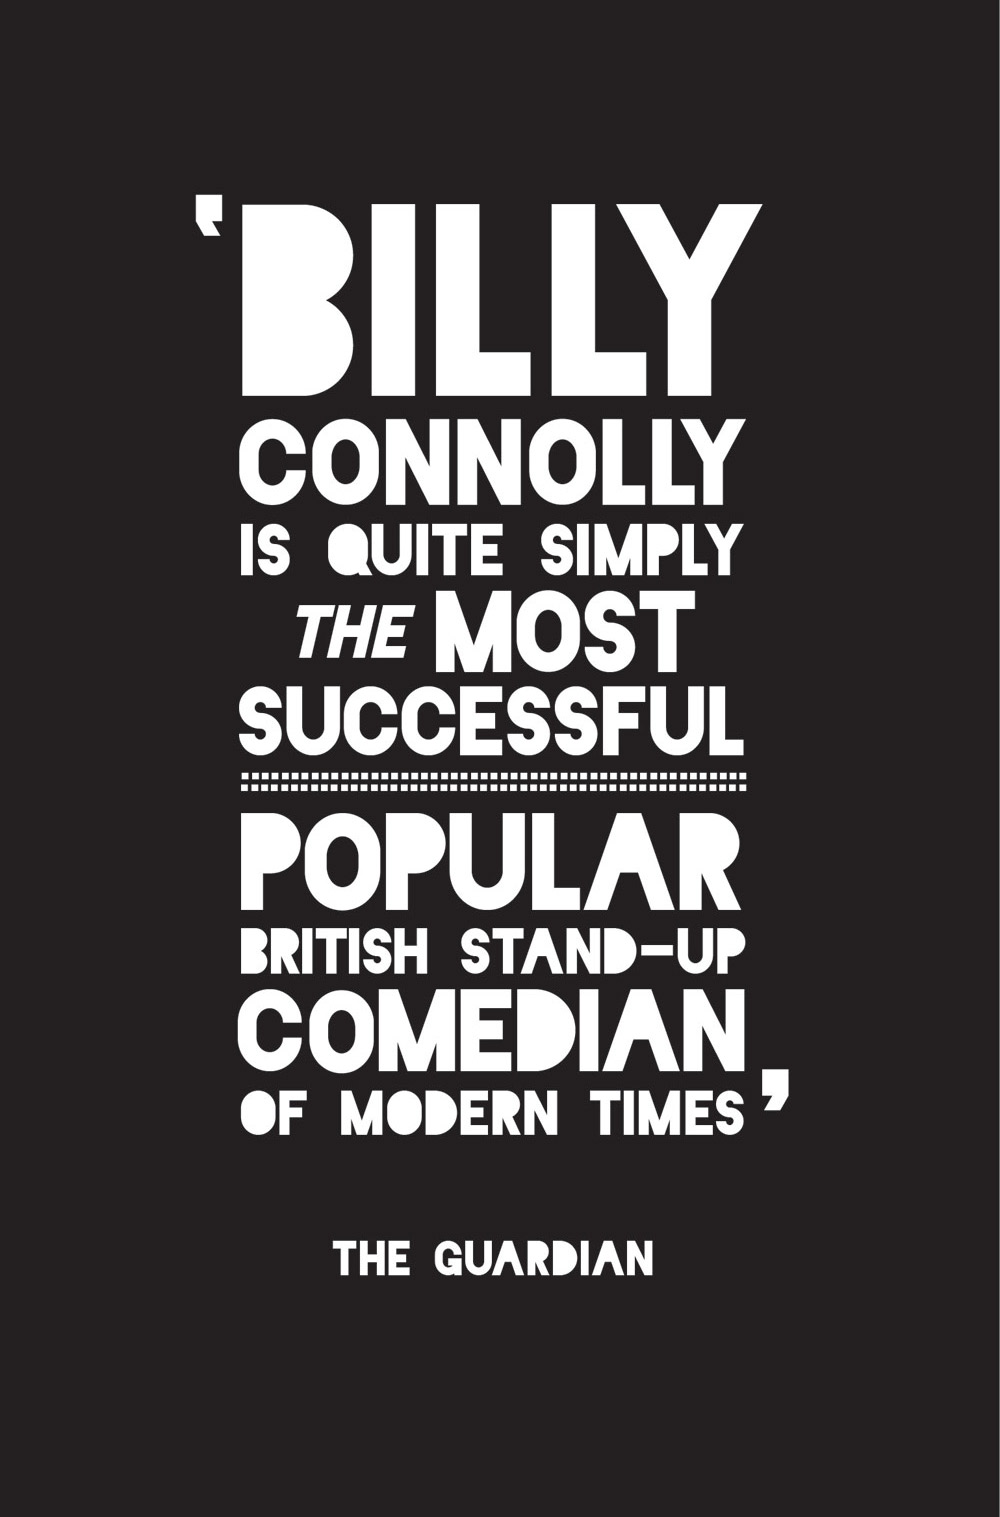 ‘BILLY
CONNOLLY
IS QUITE SIMPLY
THE MOST
SUCCESSFUL
POPULAR
BRITISH STAND-UP
COMEDIAN
OF MODERN TIMES’
THE GUARDIAN